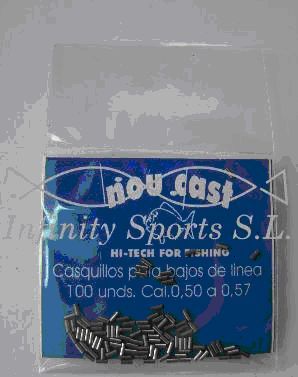 nou cast
Infinity Sports S.L.
HI-TECH FOR FISHING
Casquillos para bajos de línea
100 unds. Cal.0,50 a 0,57